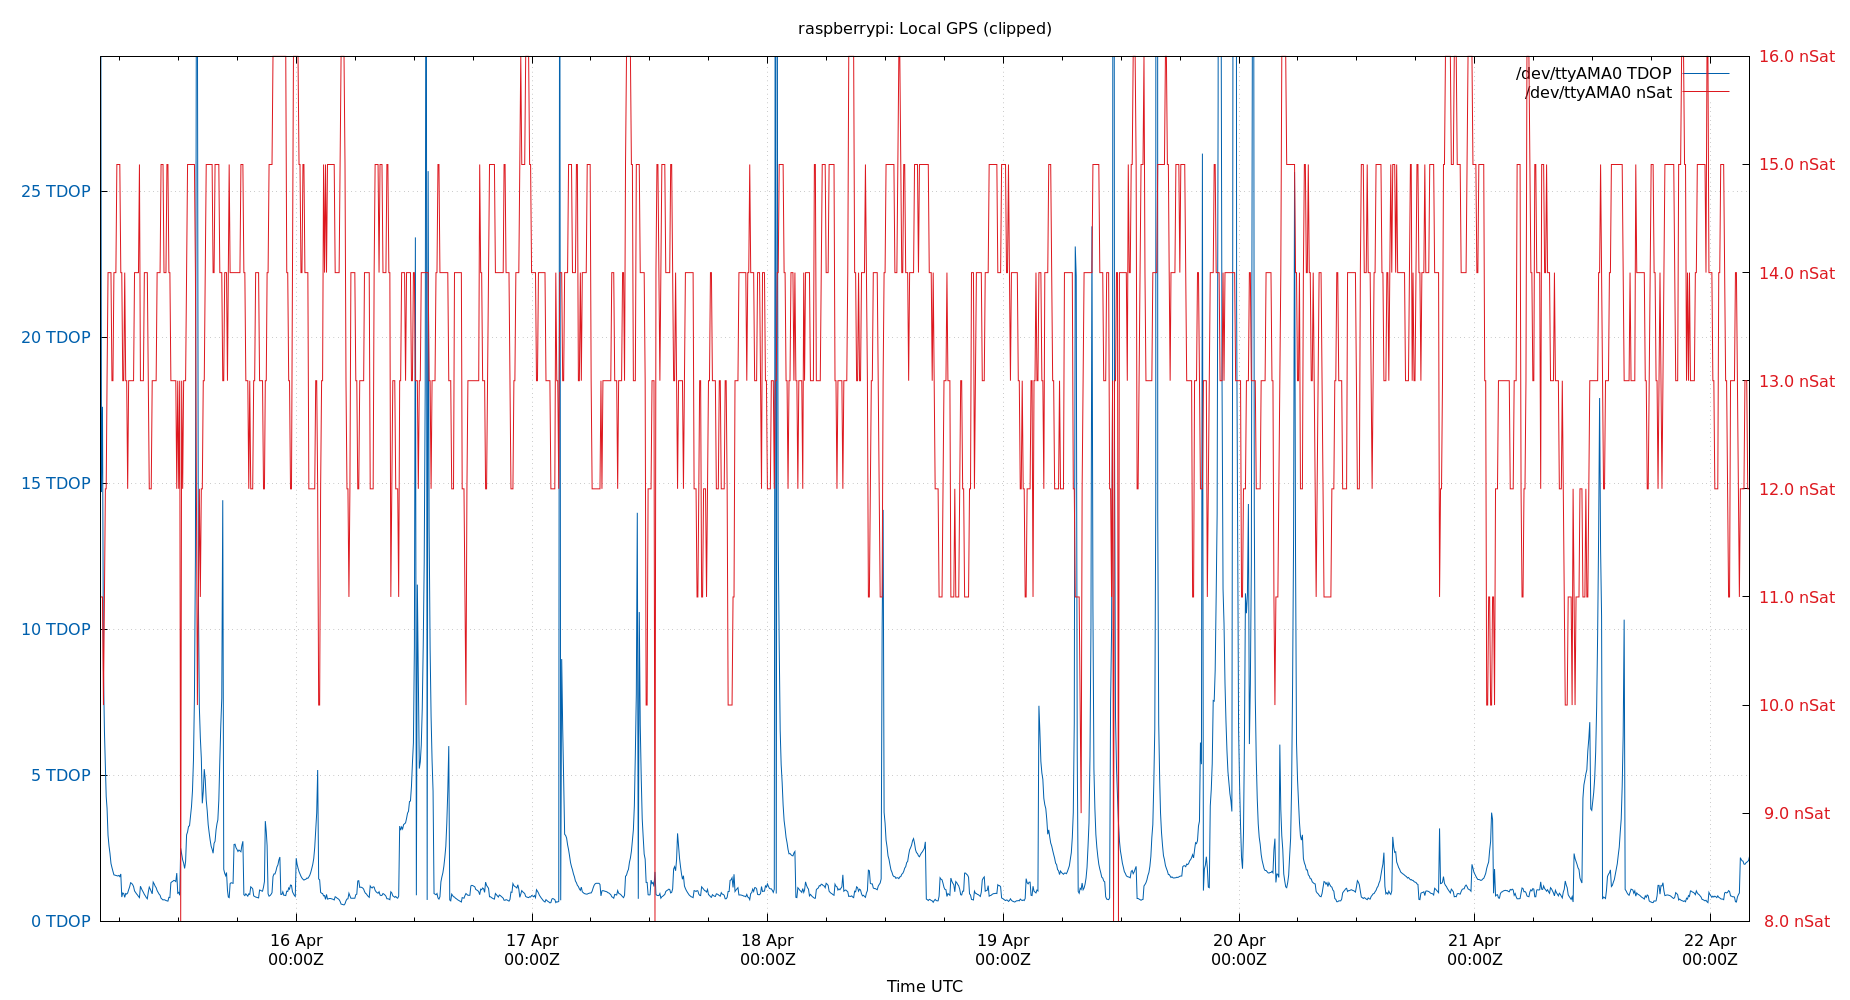 raspberrypi: Local GPS (clipped)
16.0 nSat
/dev/ttyAMA0 TDOP
/dev/ttyAMA0 nSat
15.0 nSat
25 TDOP
14.0 nSat
20 TDOP
13.0 nSat
15 TDOP
12.0 nSat
11.0 nSat
10 TDOP
10.0 nSat
5 TDOP
9.0 nSat
0 TDOP
8.0 nSat
16 Apr 17 Apr 18 Apr 19 Apr 20 Apr 21 Apr 22 Apr
00:00Z 00:00Z 00:00Z 00:00Z 00:00Z 00:00Z 00:00Z
Time UTC